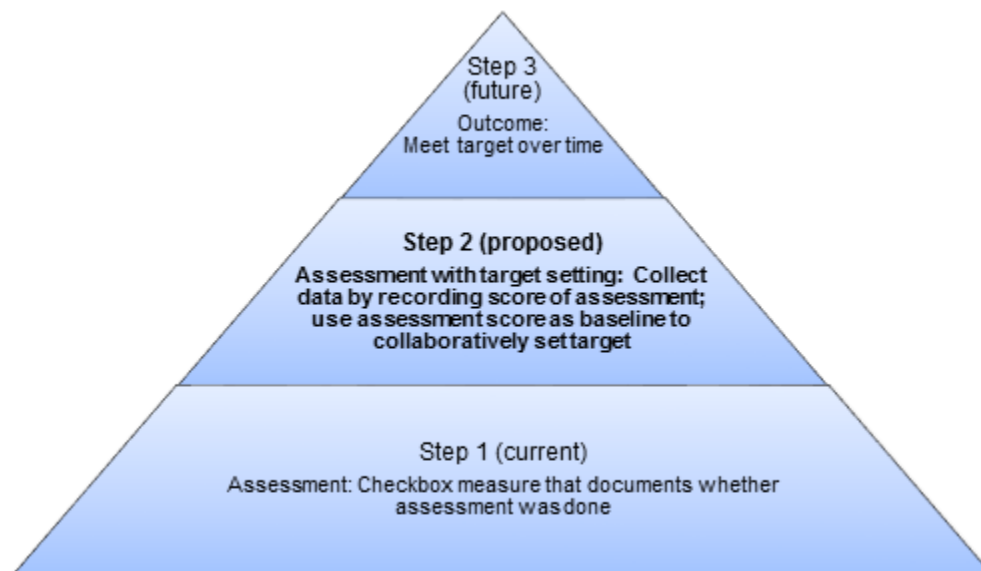 Step 3
(future)
Outcome:
Meet target over time
Step 2 (proposed)
Assessment with target setting: Collect
data by recording score of assessment;
use assessment score as baseline to
collaboratively set target
Step 1 (current)
Assessment: Checkbox measure that documents whether
assessment was done